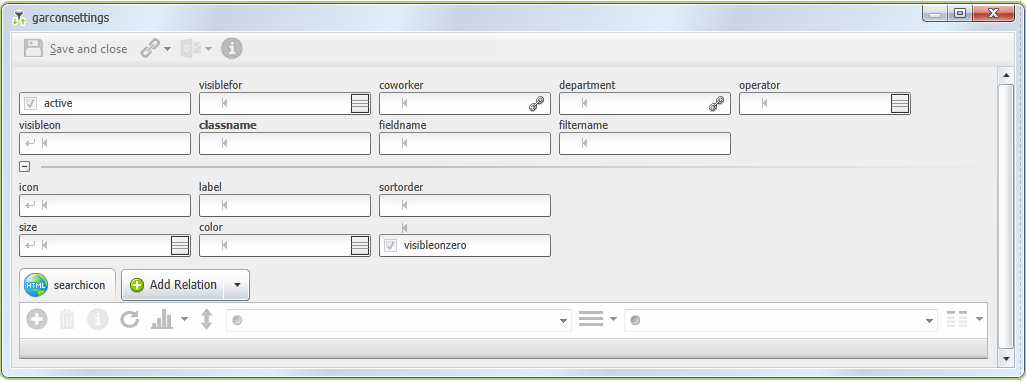 garconsettings
Save and close
visiblefor coworker department operator
active
visibleon classname fieldname filtername
icon label sortorder
size color
visibleonzero
HTML searchicon Add Relation